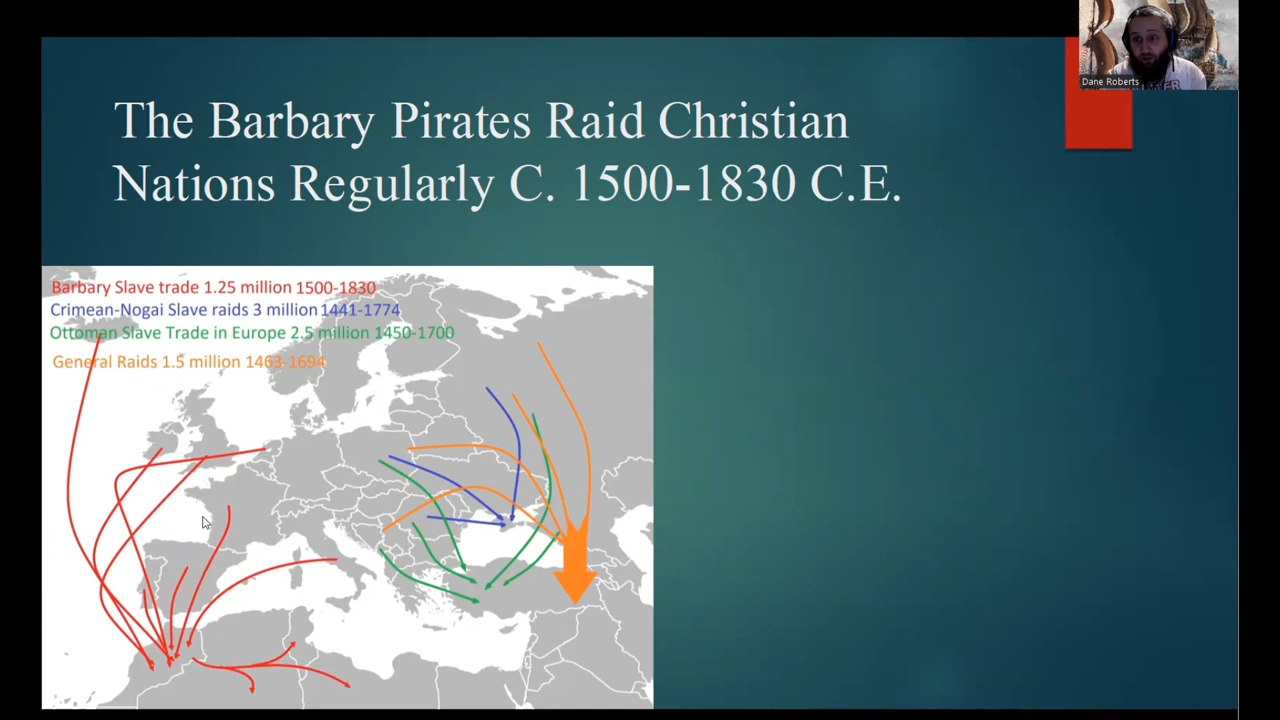 Dane Roberts
The Barbary Pirates Raid Christian
Nations Regularly C. 1500-1830 C.E.
Barbary Slave trade 1.25 million 1500-1830
Crimean-Nogai Slave raids 3 million 1441-1774
Ottoman Slave Trade in Europe 2.5 million 1450-1700
General Raids 1.5 million 1463-1694